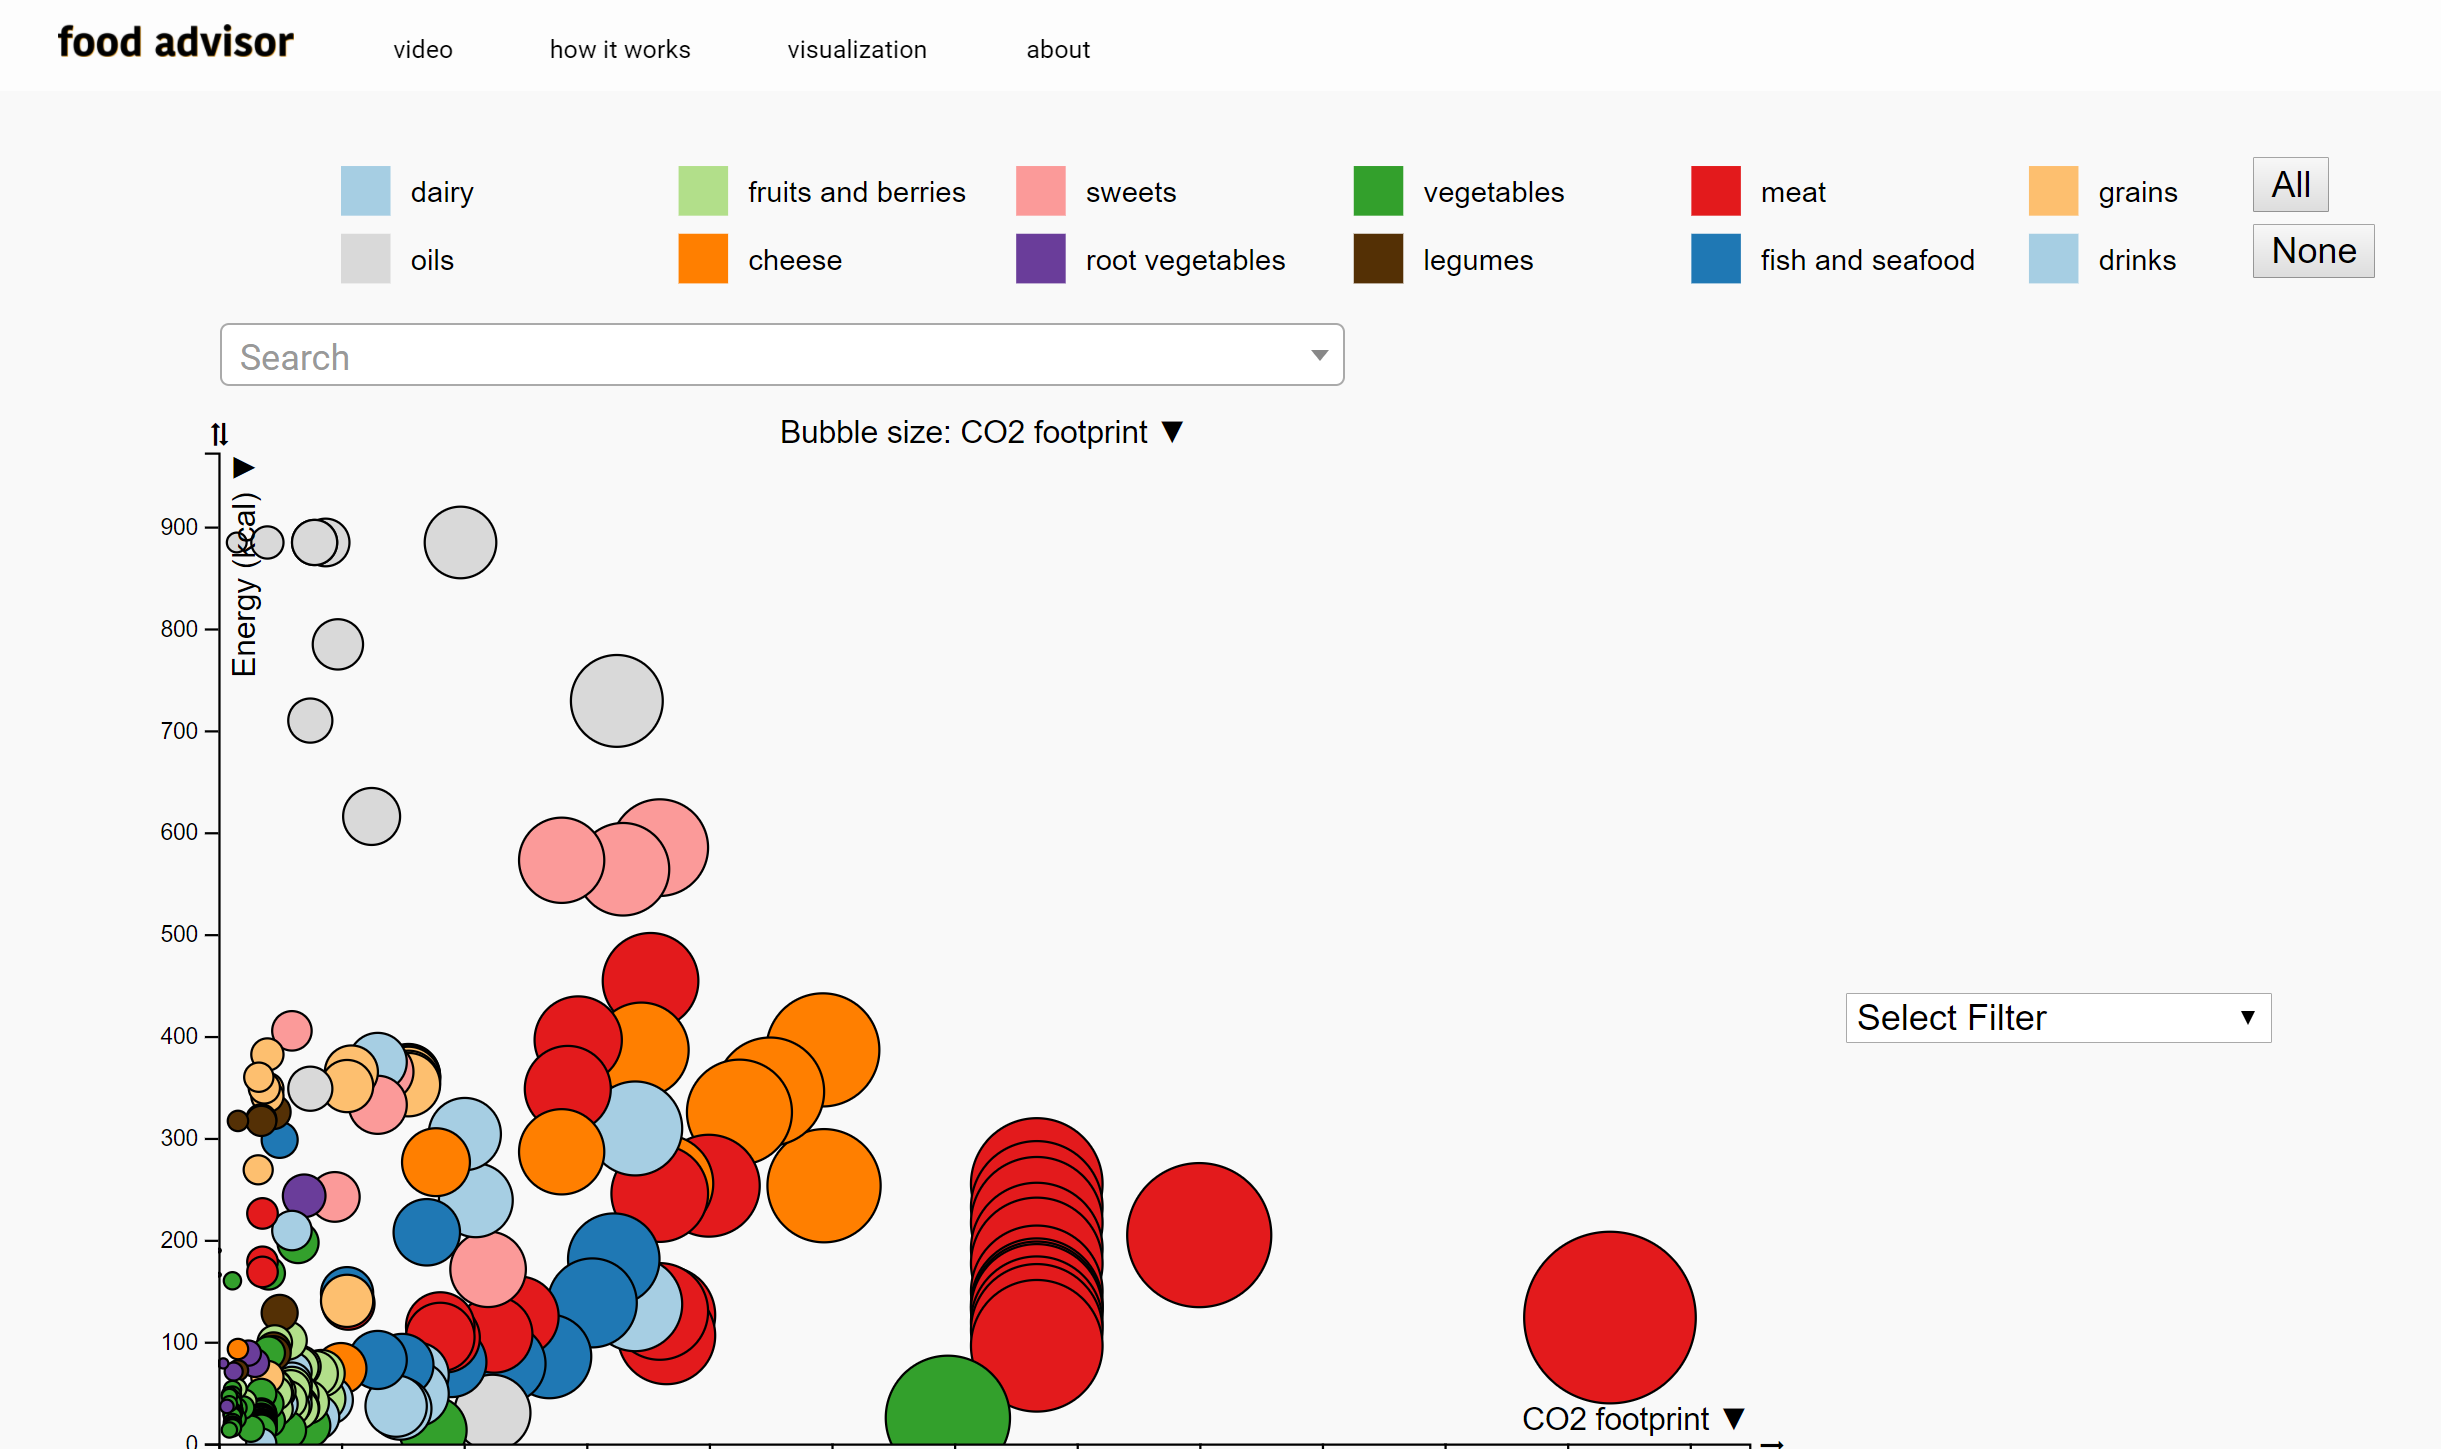 food advisor
video
how it works
visualization
about
dairy
fruits and berries
sweets
vegetables
meat
grains
All
oils
cheese
root vegetables
legumes
fish and seafood
drinks
None
Search
Bubble size: CO2 footprint ▼
Energy (kcal) ▼
900
800
700
600
500
400
300
200
100
0
Select Filter
CO2 footprint ▼